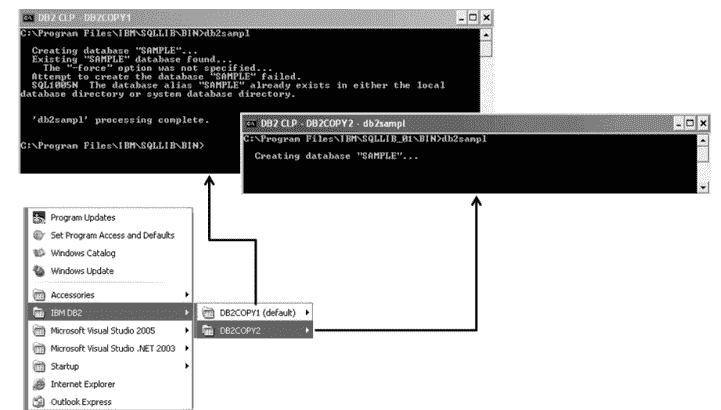 DB2 CLP - DB2COPY1
C:\Program Files\IBM\SQLLIB\BIN>db2sampl
Creating database "SAMPLE"...
Existing "SAMPLE" database found...
The "-force" option was not specified...
Attempt to create the database "SAMPLE" failed.
SQL1005N  The database alias "SAMPLE" already exists in either the local
database directory or system database directory.
'db2sampl' processing complete.
C:\Program Files\IBM\SQLLIB\BIN>
DB2 CLP - DB2COPY2 - db2sampl
C:\Program Files\IBM\SQLLIB_01\BIN>db2sampl
Creating database "SAMPLE"...
Program Updates
Set Program Access and Defaults
Windows Catalog
Windows Update
Accessories
IBM DB2
DB2COPY1 (default)
Microsoft Visual Studio 2005
DB2COPY2
Microsoft Visual Studio .NET 2003
Startup
Internet Explorer
Outlook Express